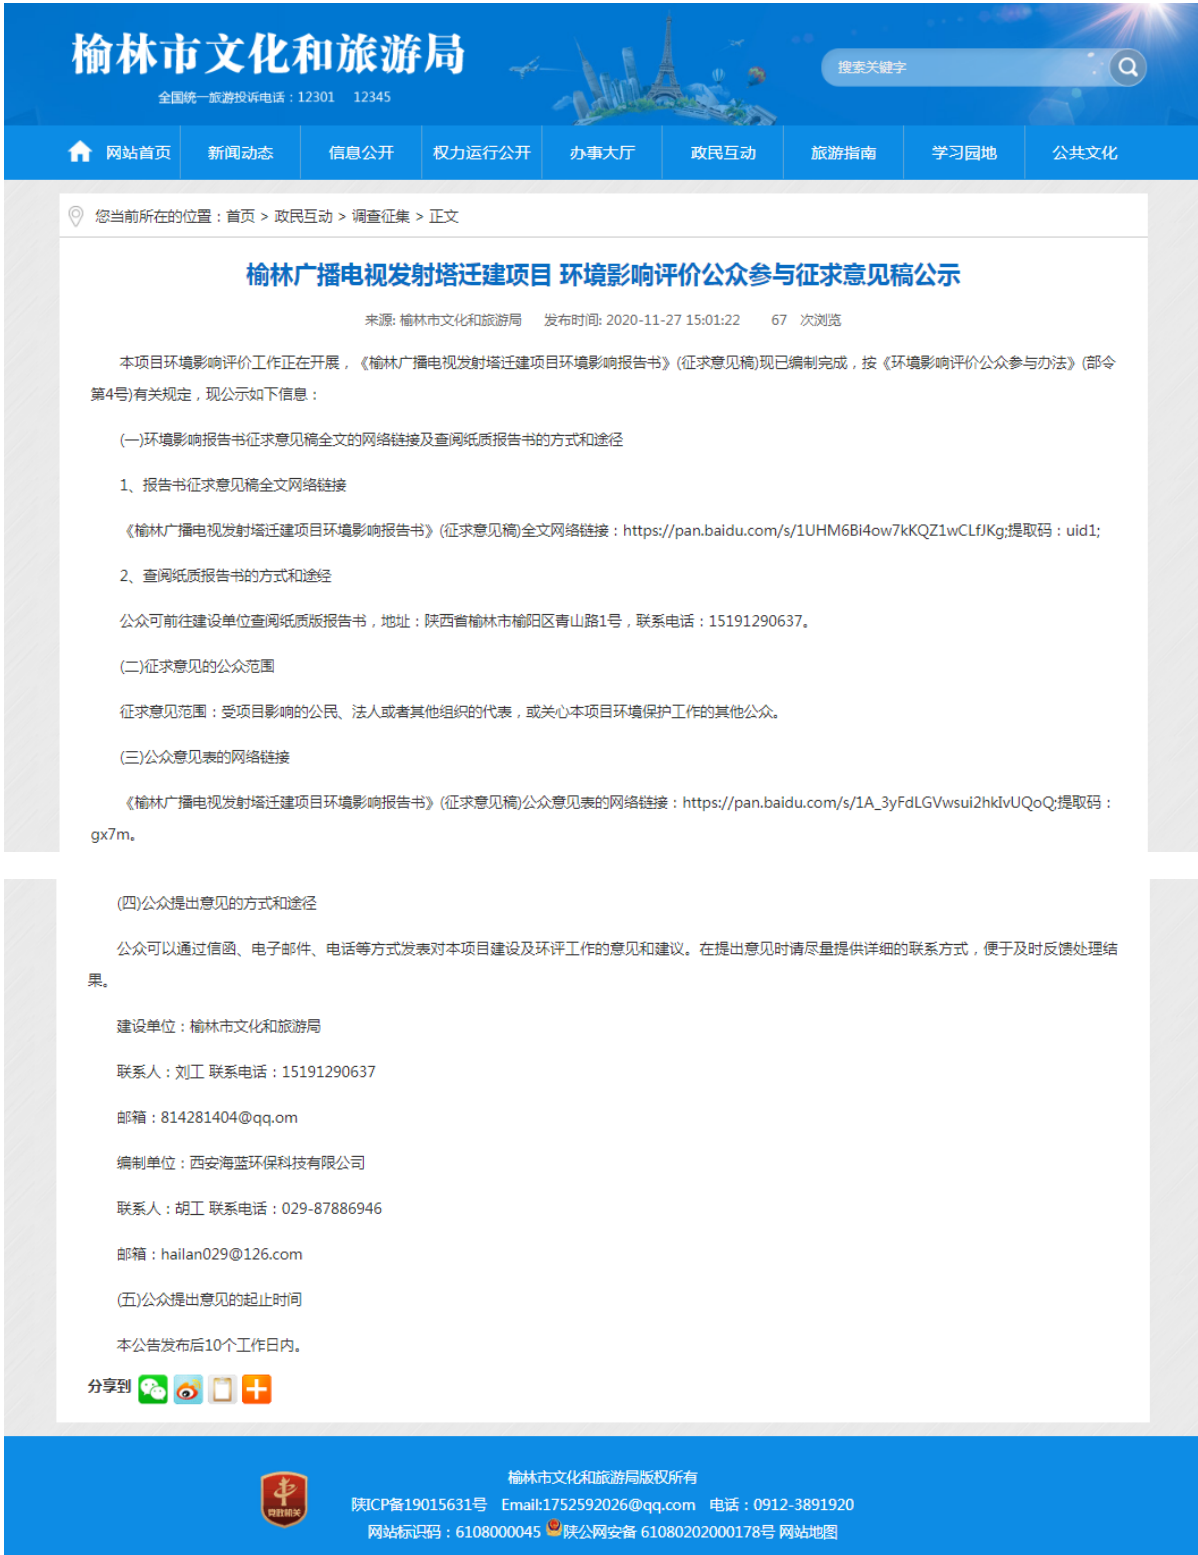 榆林市文化和旅游局
全国统一旅游投诉电话：12301 12345
搜索关键字
网站首页 新闻动态 信息公开 权力运行公开 办事大厅 政民互动 旅游指南 学习园地 公共文化
您当前所在的位置：首页 > 政民互动 > 调查征集 > 正文
榆林广播电视发射塔迁建项目 环境影响评价公众参与征求意见稿公示
来源: 榆林市文化和旅游局 发布时间: 2020-11-27 15:01:22 67 次浏览
本项目环境影响评价工作正在开展，《榆林广播电视发射塔迁建项目环境影响报告书》(征求意见稿)现已编制完成，按《环境影响评价公众参与办法》(部令
第4号)有关规定，现公示如下信息：
(一)环境影响报告书征求意见稿全文的网络链接及查阅纸质报告书的方式和途径
1、报告书征求意见稿全文网络链接
《榆林广播电视发射塔迁建项目环境影响报告书》(征求意见稿)全文网络链接：https://pan.baidu.com/s/1UHM6Bi4ow7kKQZ1wCLfJKg;提取码：uid1;
2、查阅纸质报告书的方式和途经
公众可前往建设单位查阅纸质版报告书，地址：陕西省榆林市榆阳区青山路1号，联系电话：15191290637。
(二)征求意见的公众范围
征求意见范围：受项目影响的公民、法人或者其他组织的代表，或关心本项目环境保护工作的其他公众。
(三)公众意见表的网络链接
《榆林广播电视发射塔迁建项目环境影响报告书》(征求意见稿)公众意见表的网络链接：https://pan.baidu.com/s/1A_3yFdLGVwsui2hkIvUQoQ;提取码：
gx7m。
(四)公众提出意见的方式和途径
公众可以通过信函、电子邮件、电话等方式发表对本项目建设及环评工作的意见和建议。在提出意见时请尽量提供详细的联系方式，便于及时反馈处理结
果。
建设单位：榆林市文化和旅游局
联系人：刘工 联系电话：15191290637
邮箱：814281404@qq.om
编制单位：西安海蓝环保科技有限公司
联系人：胡工 联系电话：029-87886946
邮箱：hailan029@126.com
(五)公众提出意见的起止时间
本公告发布后10个工作日内。
分享到
榆林市文化和旅游局版权所有
陕ICP备19015631号 Email:1752592026@qq.com 电话：0912-3891920
党政机关
网站标识码：6108000045 陕公网安备 61080202000178号 网站地图